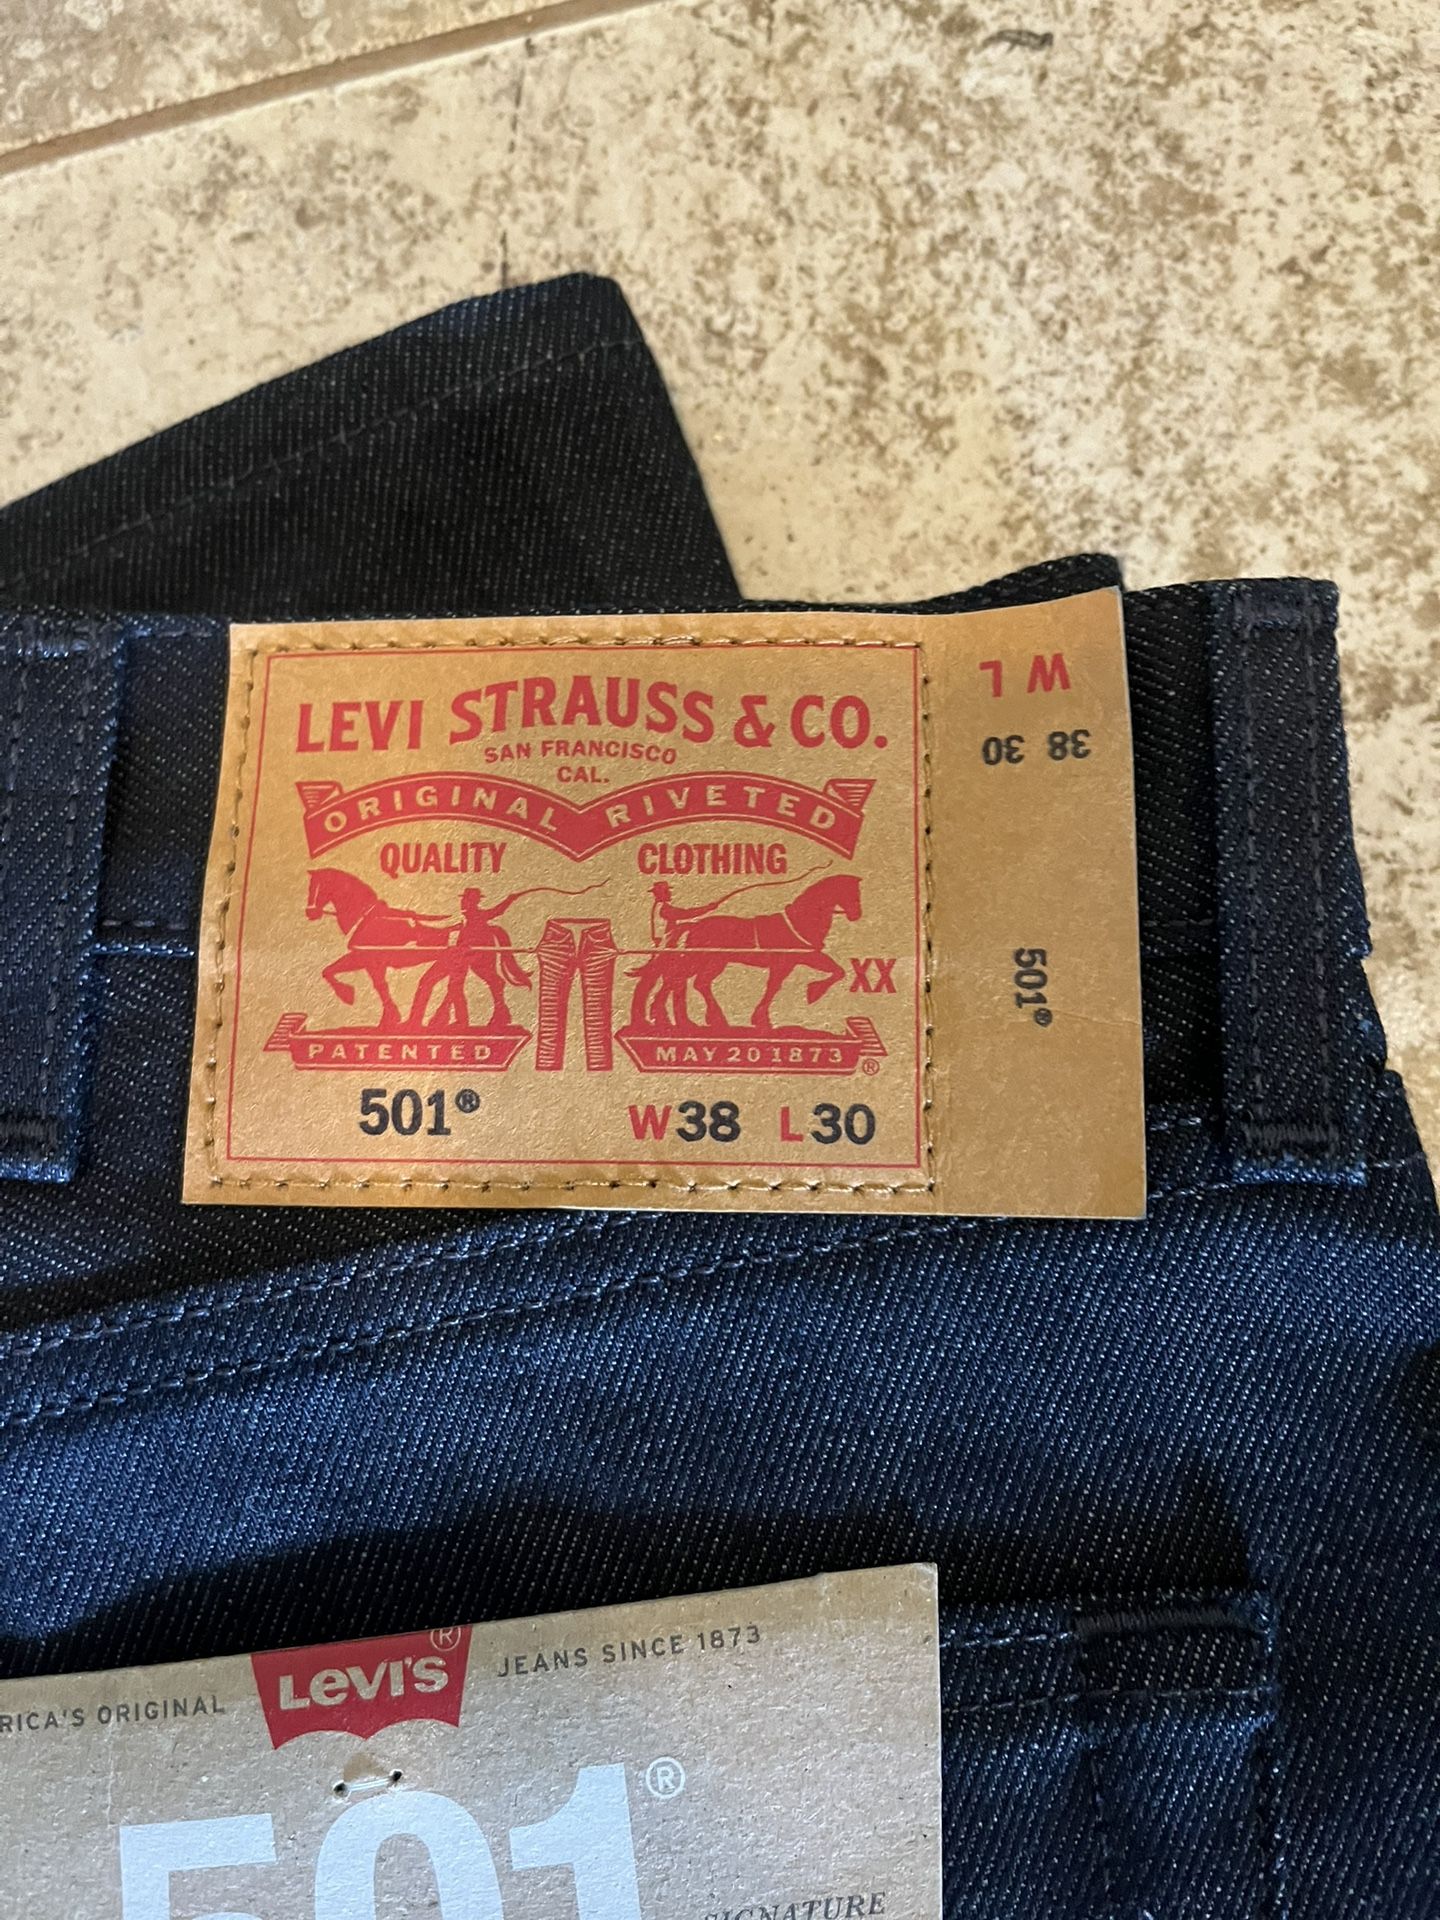 LEVI STRAUSS & CO.
SAN FRANCISCO
CAL.
ORIGINAL RIVETED
QUALITY CLOTHING
XX
PATENTED MAY 20 1873 ®
501® W38 L30
W L
38 30
501®
RICA'S ORIGINAL LEVI'S ® JEANS SINCE 1873
501®
SIGNATURE